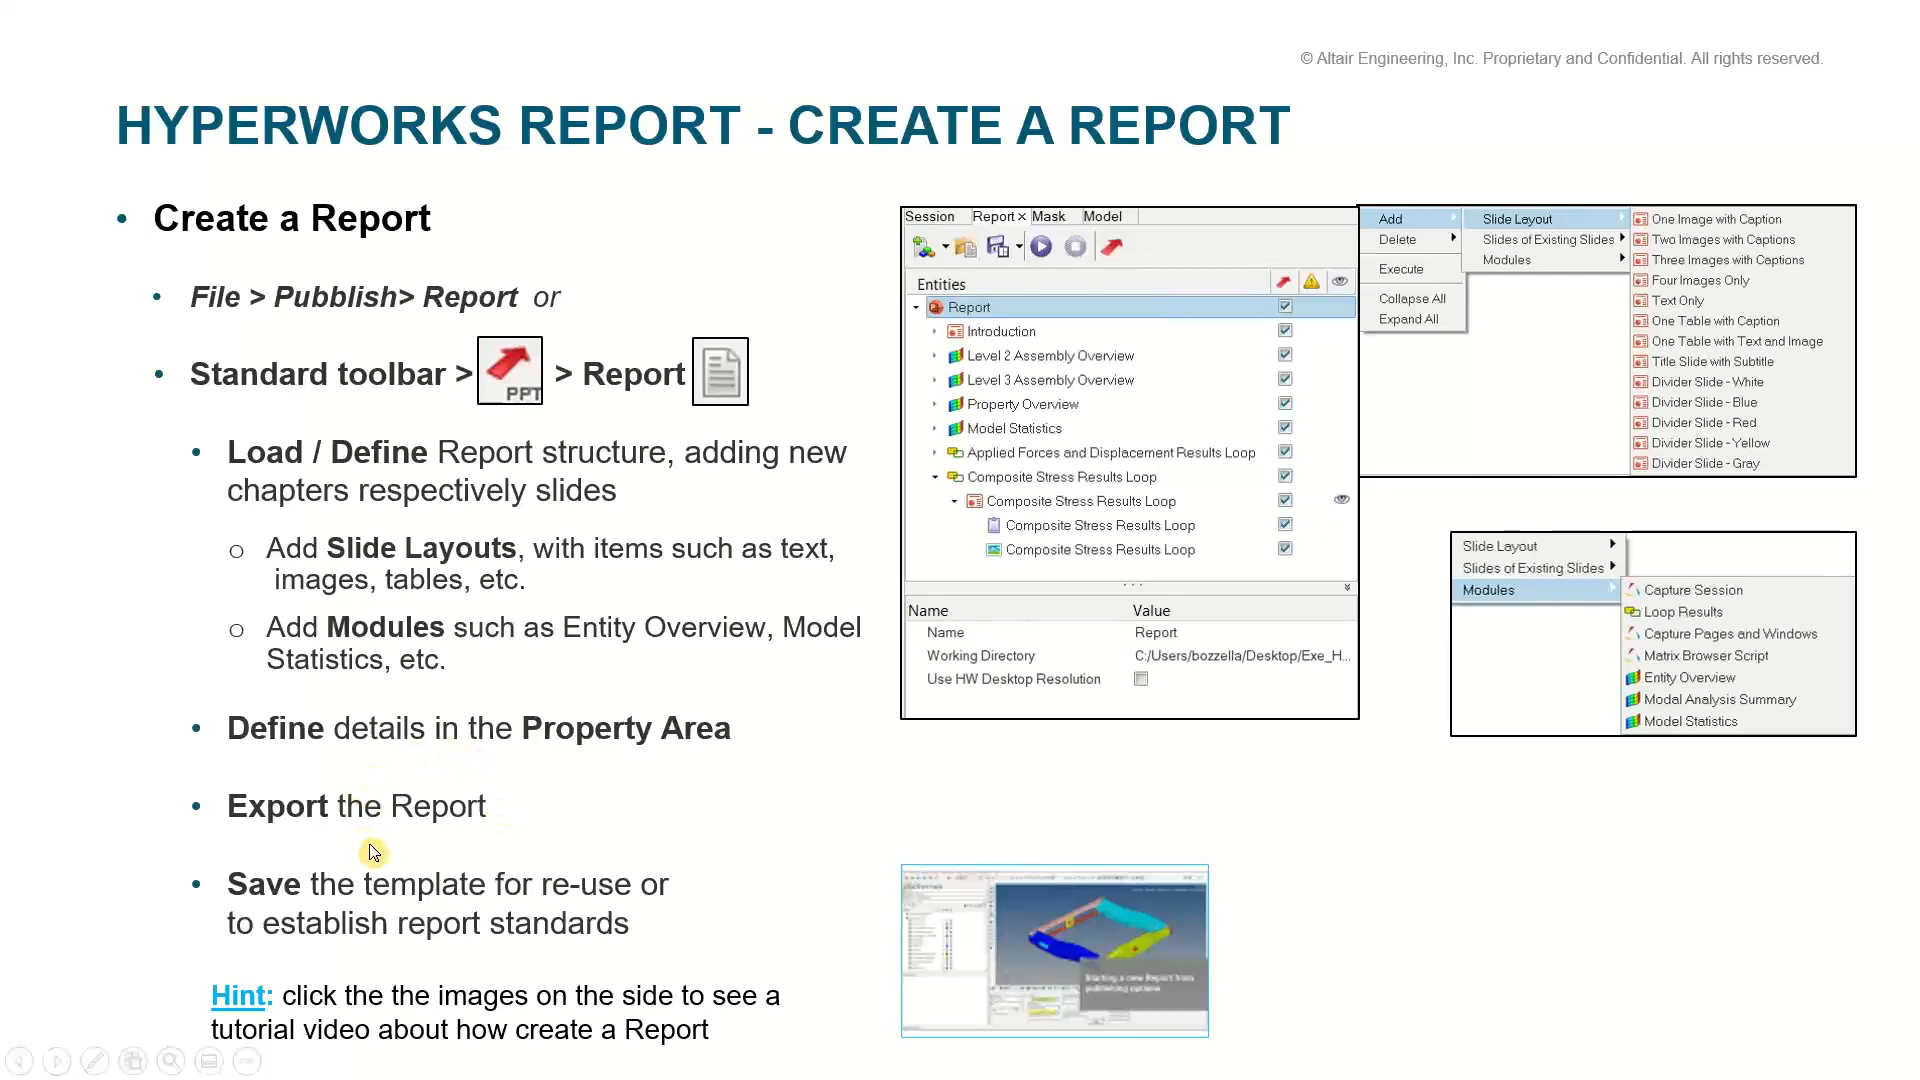 © Altair Engineering, Inc. Proprietary and Confidential. All rights reserved.
HYPERWORKS REPORT - CREATE A REPORT
• Create a Report
• File > Pubblish> Report or
• Standard toolbar > PPT > Report
• Load / Define Report structure, adding new
chapters respectively slides
o Add Slide Layouts, with items such as text,
images, tables, etc.
o Add Modules such as Entity Overview, Model
Statistics, etc.
• Define details in the Property Area
• Export the Report
• Save the template for re-use or
to establish report standards
Hint: click the the images on the side to see a
tutorial video about how create a Report
Session Report × Mask Model
Entities
Report
Introduction
Level 2 Assembly Overview
Level 3 Assembly Overview
Property Overview
Model Statistics
Applied Forces and Displacement Results Loop
Composite Stress Results Loop
Composite Stress Results Loop
Composite Stress Results Loop
Composite Stress Results Loop
Name Value
Name Report
Working Directory C:/Users/bozzella/Desktop/Exe_H...
Use HW Desktop Resolution
Add
Delete
Execute
Collapse All
Expand All
Slide Layout
Slides of Existing Slides
Modules
One Image with Caption
Two Images with Captions
Three Images with Captions
Four Images Only
Text Only
One Table with Caption
One Table with Text and Image
Title Slide with Subtitle
Divider Slide - White
Divider Slide - Blue
Divider Slide - Red
Divider Slide - Yellow
Divider Slide - Gray
Slide Layout
Slides of Existing Slides
Modules
Capture Session
Loop Results
Capture Pages and Windows
Matrix Browser Script
Entity Overview
Modal Analysis Summary
Model Statistics
Starting a new Report from
publishing options